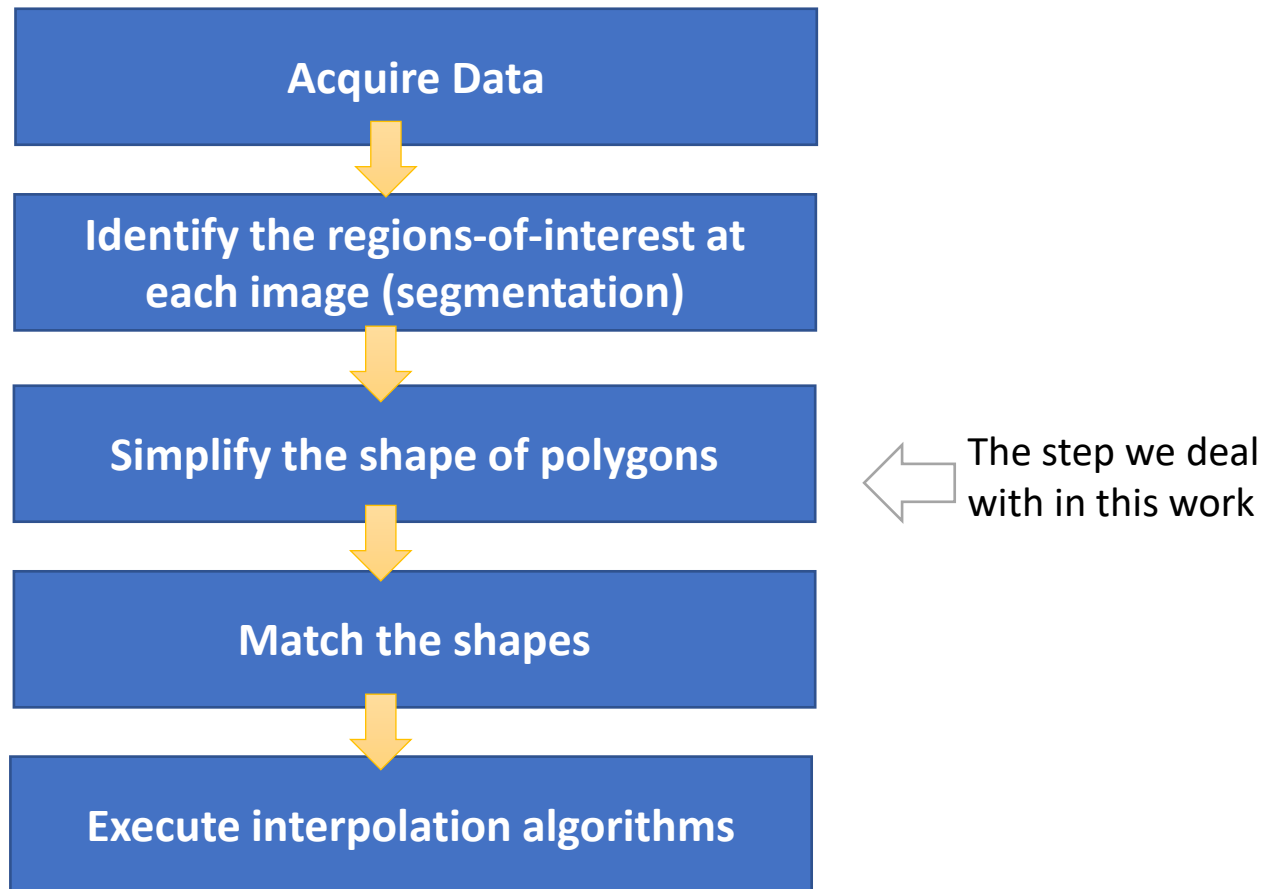 Acquire Data
Identify the regions-of-interest at
each image (segmentation)
Simplify the shape of polygons
The step we deal
with in this work
Match the shapes
Execute interpolation algorithms